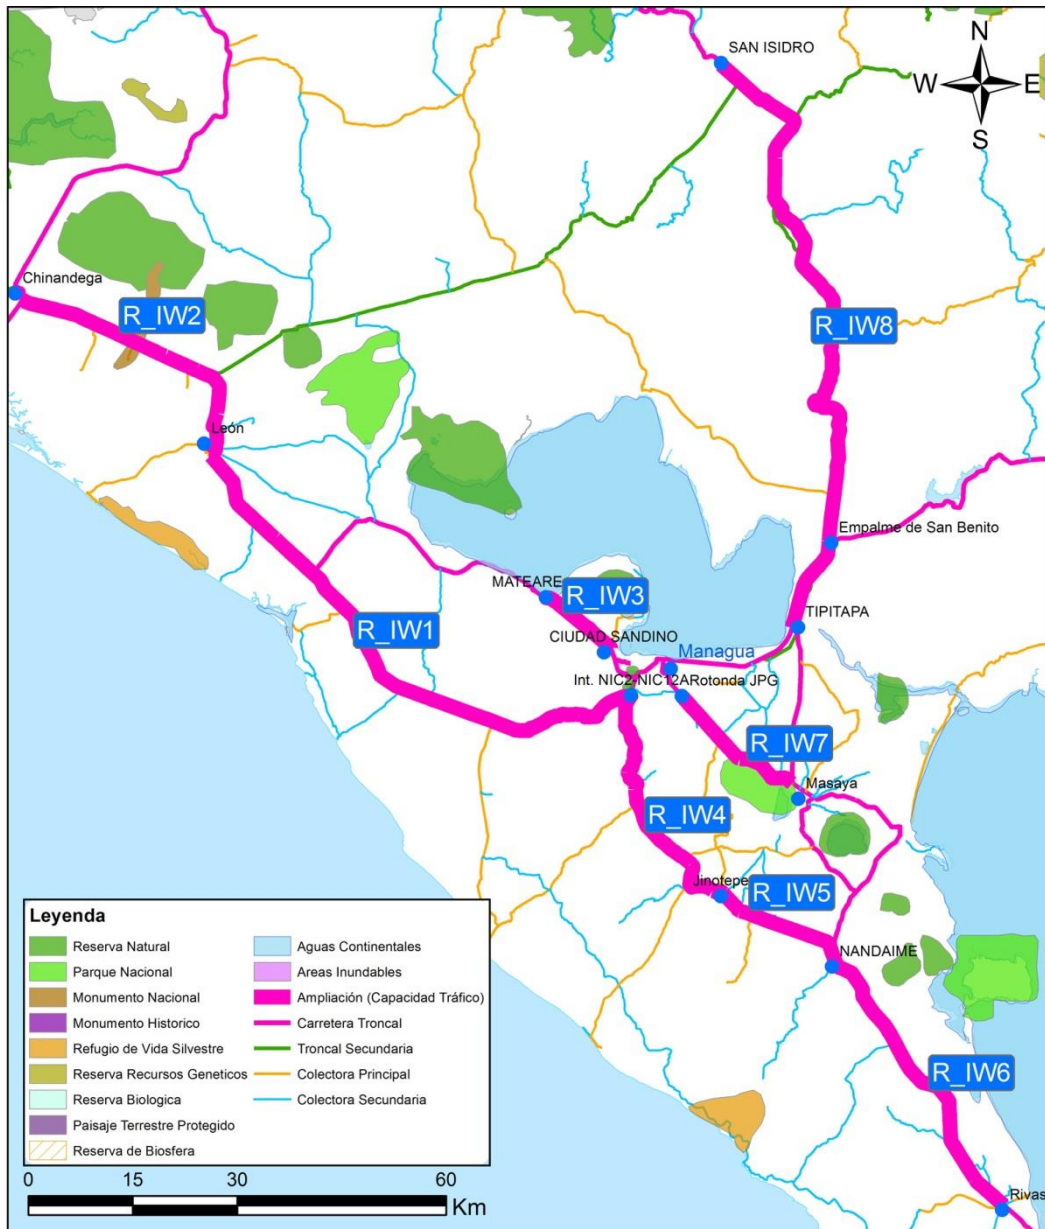 N
SAN ISIDRO
W E
S
Chinandega
R_IW2
R_IW8
León
Empalme de San Benito
MATEARE
R_IW3
TIPITAPA
R_IW1
CIUDAD SANDINO
Managua
Int. NIC2-NIC12A
Rotonda JPG
R_IW7
Masaya
R_IW4
Jinotepe
R_IW5
NANDAIME
R_IW6
Rivas
Leyenda
Reserva Natural
Parque Nacional
Monumento Nacional
Monumento Historico
Refugio de Vida Silvestre
Reserva Recursos Geneticos
Reserva Biologica
Paisaje Terrestre Protegido
Reserva de Biosfera
Aguas Continentales
Areas Inundables
Ampliación (Capacidad Tráfico)
Carretera Troncal
Troncal Secundaria
Colectora Principal
Colectora Secundaria
0 15 30 60
Km